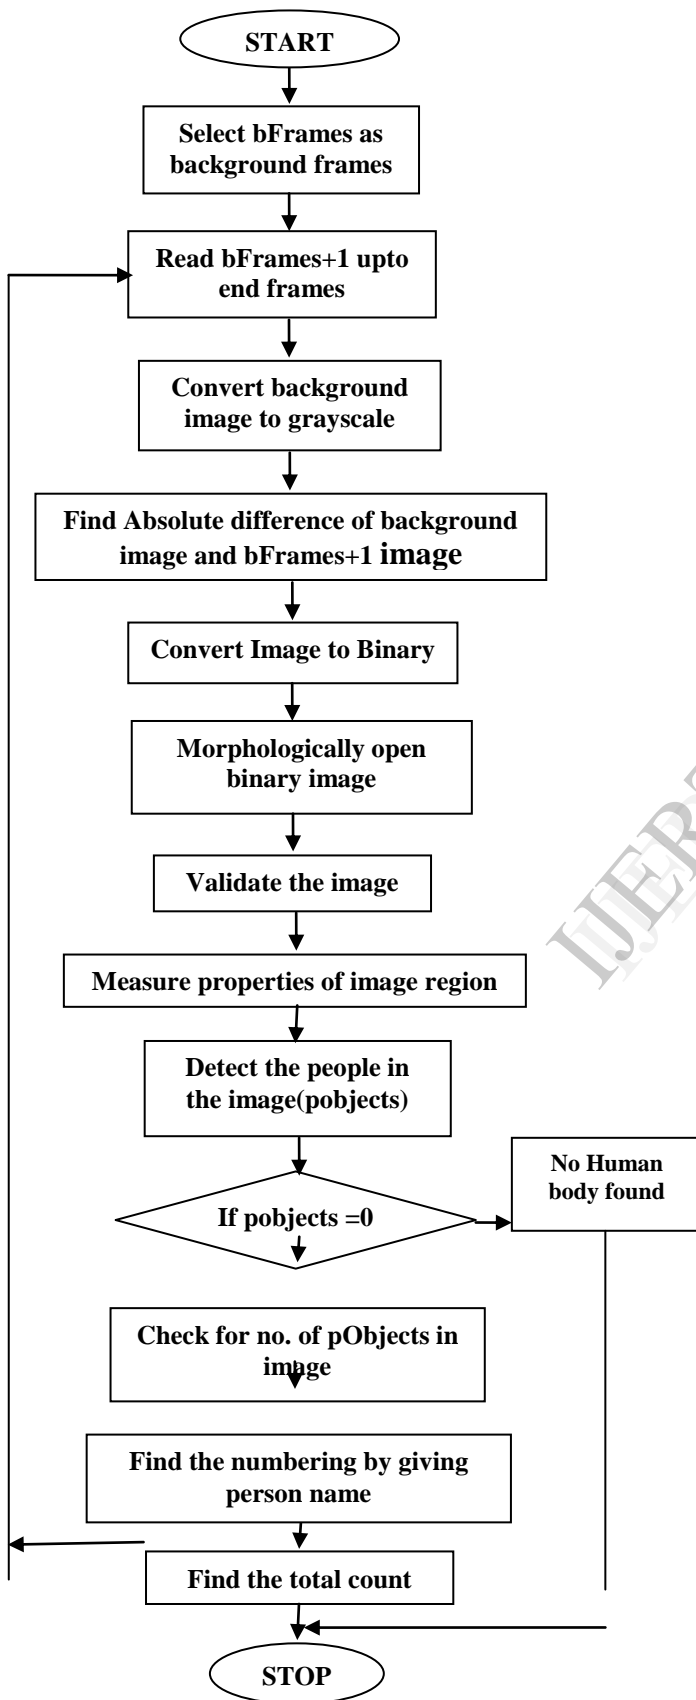 START
Select bFrames as
background frames
Read bFrames+1 upto
end frames
Convert background
image to grayscale
Find Absolute difference of background
image and bFrames+1 image
Convert Image to Binary
Morphologically open
binary image
Validate the image
IJERT
Measure properties of image region
Detect the people in
the image(pobjects)
No Human
body found
If pobjects =0
Check for no. of pObjects in
image
Find the numbering by giving
person name
Find the total count
STOP